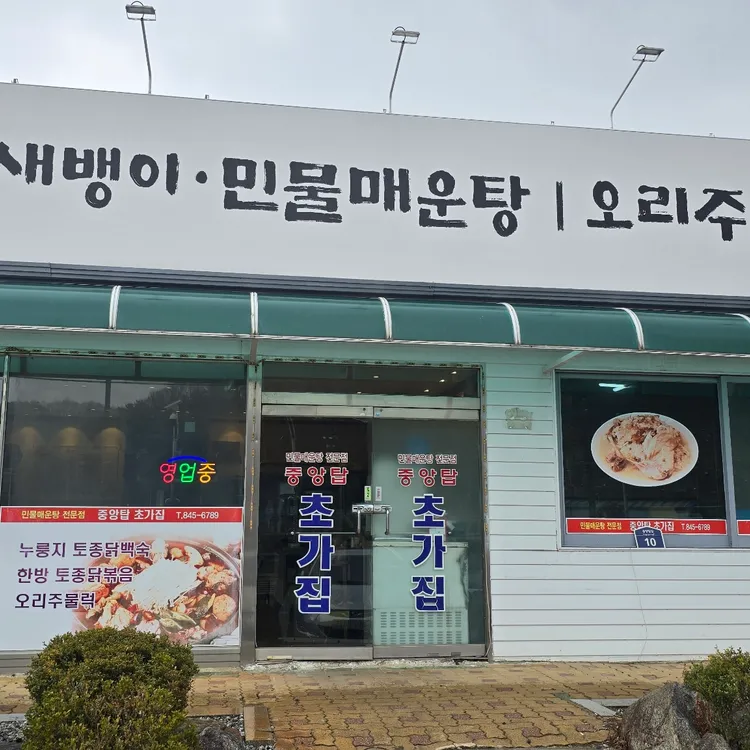 새뱅이·민물매운탕 | 오리주
영업중
민물매운탕 전문점 중앙탑 초가집 T.845-6789
누룽지 토종닭백숙
한방 토종닭볶음
오리주물럭
민물매운탕 전문점
중앙탑
초가집
민물매운탕 전문점
중앙탑
초가집
민물매운탕 전문점 중앙탑 초가집 T.845-6789
10